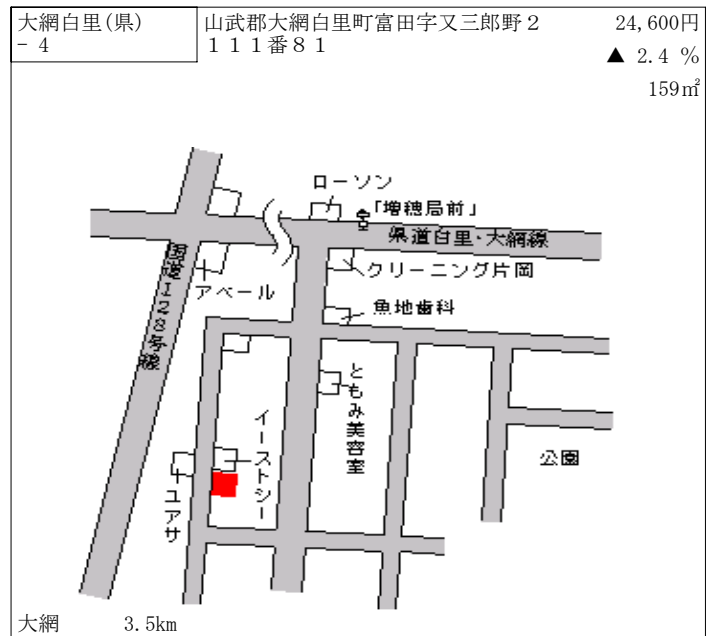 大網白里(県)
- 4
山武郡大網白里町富田字又三郎野２
１１１番８１
24,600円
▲ 2.4 %
159㎡
ローソン
「増穂局前」
県道白里・大網線
クリーニング片岡
アベール
国道128号線
魚地歯科
ともみ美容室
イーストシー
公園
ユアサ
大網 3.5km